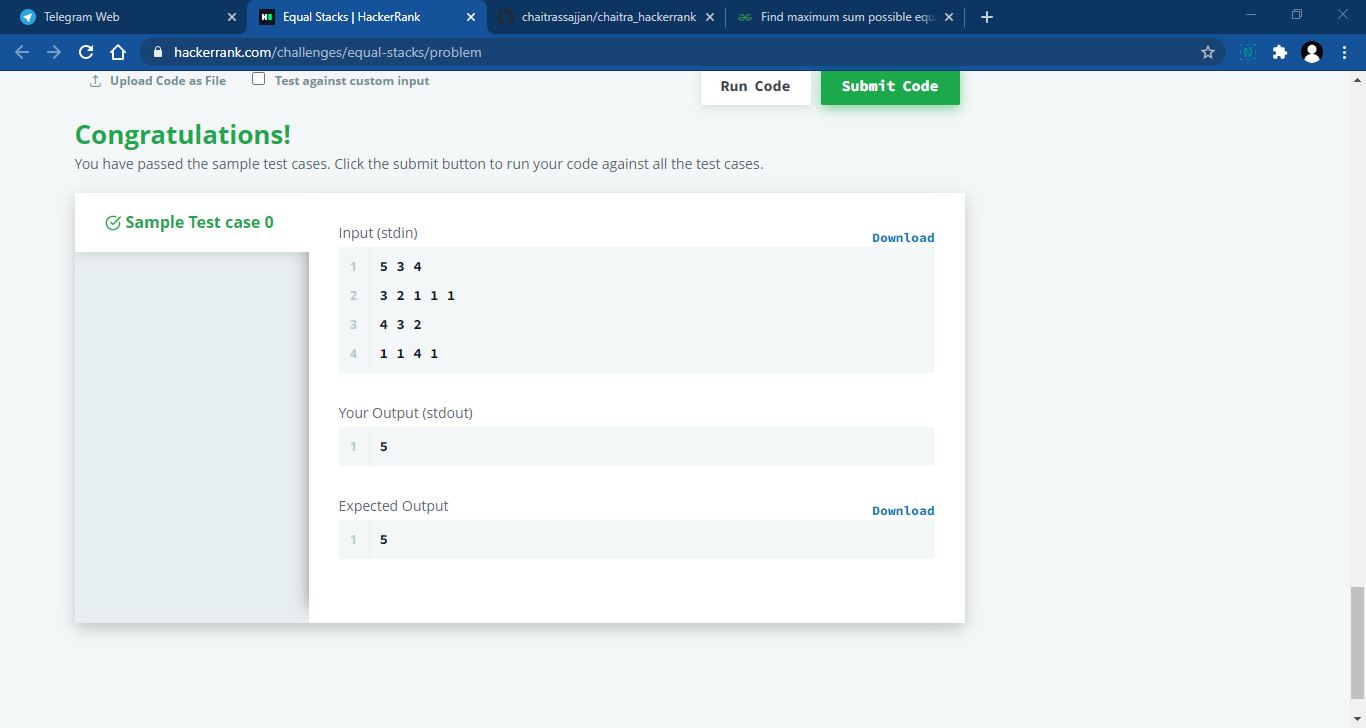 Telegram Web
Equal Stacks | HackerRank
chaitrassajjan/chaitra_hackerrank
Find maximum sum possible equ
hackerrank.com/challenges/equal-stacks/problem
Upload Code as File
Test against custom input
Run Code
Submit Code
Congratulations!
You have passed the sample test cases. Click the submit button to run your code against all the test cases.
Sample Test case 0
Input (stdin)
Download
1 5 3 4
2 3 2 1 1 1
3 4 3 2
4 1 1 4 1
Your Output (stdout)
1 5
Expected Output
Download
1 5